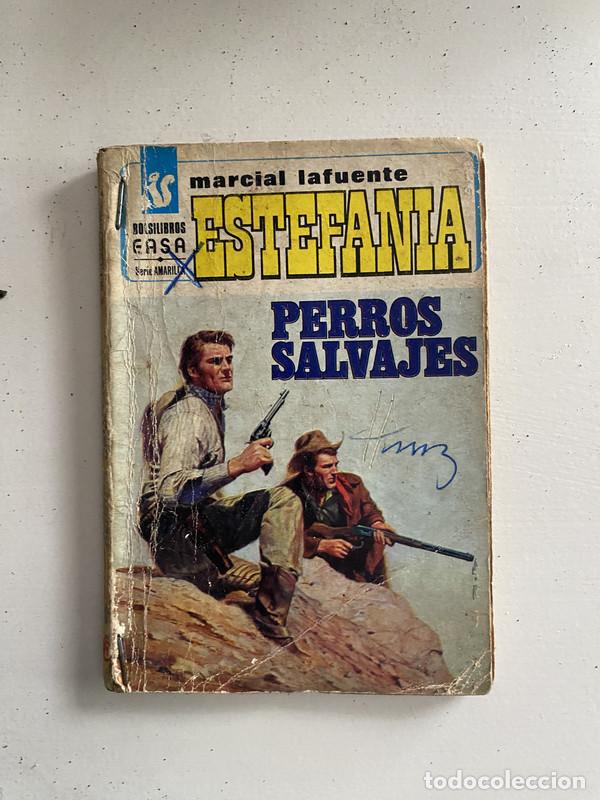 marcial lafuente
ESTEFANIA
BOLSILIBROS
EASA
Serie AMARILLA
PERROS
SALVAJES
todocoleccion